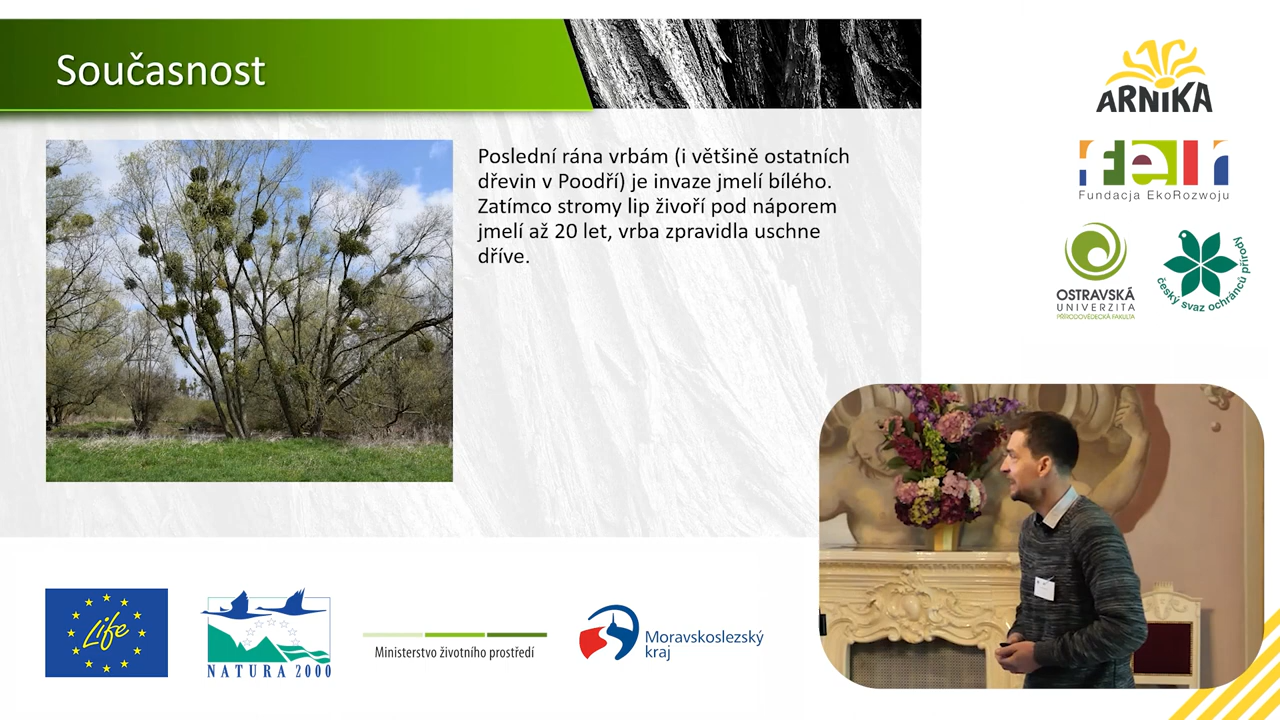 Současnost
Poslední rána vrbám (i většině ostatních
dřevin v Poodří) je invaze jmelí bílého.
Zatímco stromy lip živoří pod náporem
jmelí až 20 let, vrba zpravidla uschne
dříve.
ARNIKA
feli
Fundacja EkoRozwoju
OSTRAVSKÁ
UNIVERZITA
PŘÍRODOVĚDECKÁ FAKULTA
český svaz ochránců přírody
Life
NATURA 2000
Ministerstvo životního prostředí
Moravskoslezský
kraj